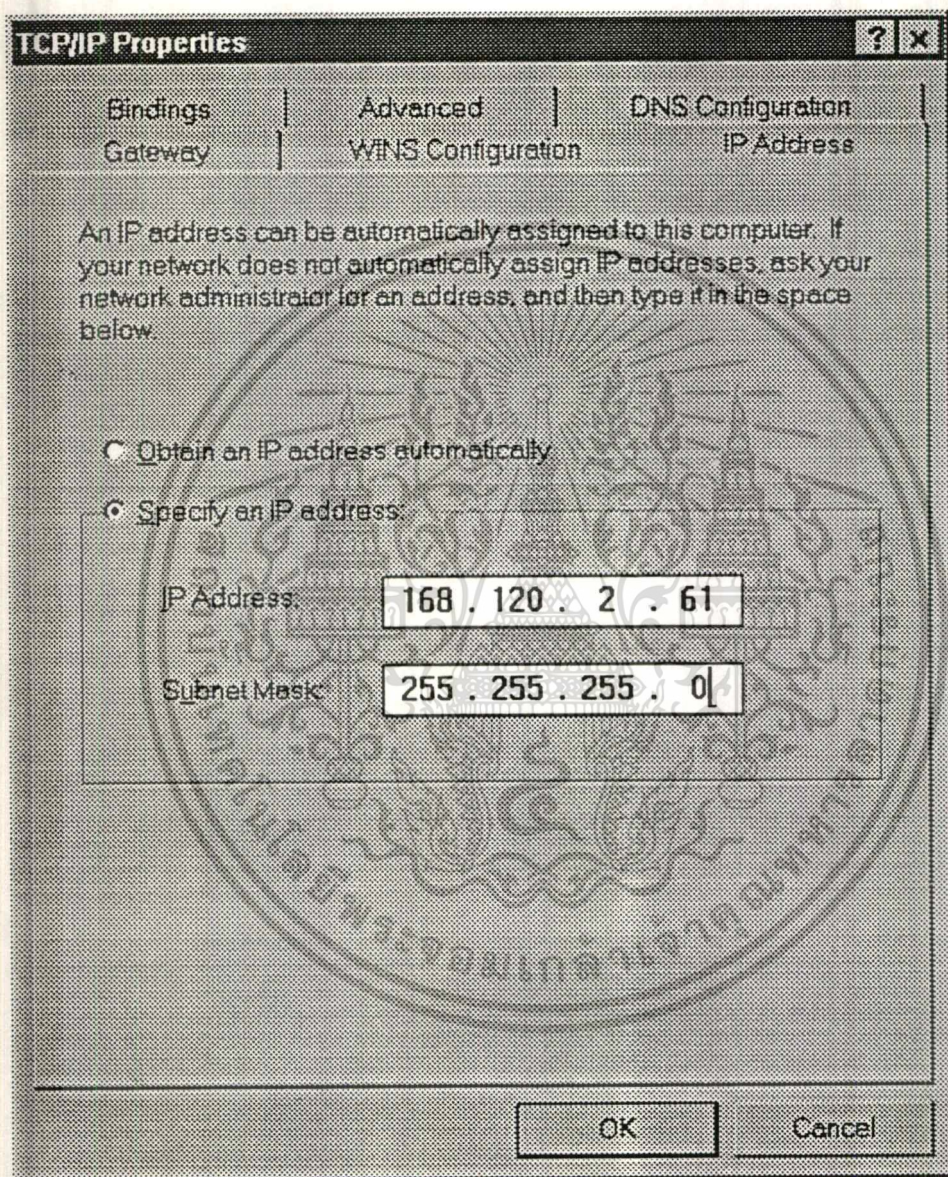 TCP/IP Properties
Bindings Advanced DNS Configuration
Gateway WINS Configuration IP Address
An IP address can be automatically assigned to this computer. If
your network does not automatically assign IP addresses, ask your
network administrator for an address, and then type it in the space
below.
Obtain an IP address automatically
Specify an IP address:
IP Address: 168 . 120 . 2 . 61
Subnet Mask: 255 . 255 . 255 . 0
OK Cancel